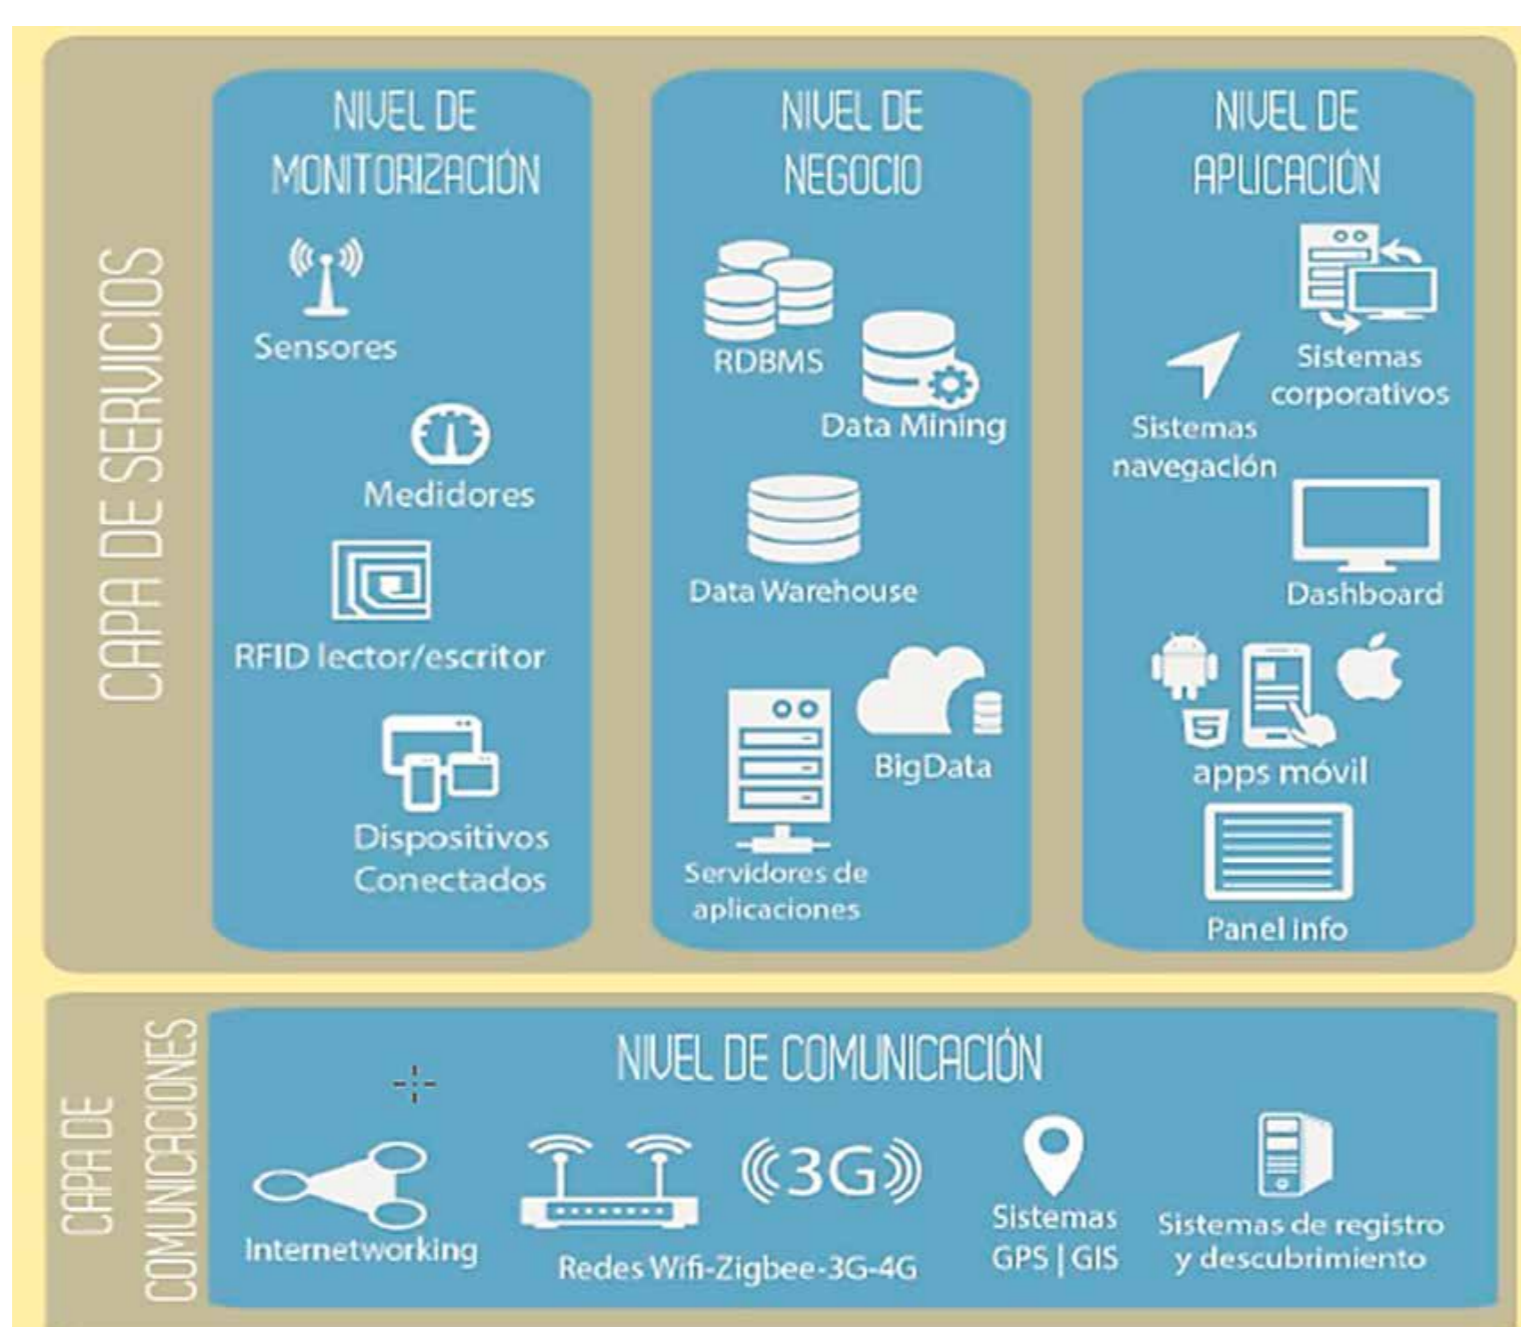 CAPA DE SERVICIOS
NIVEL DE
MONITORIZACIÓN
Sensores
Medidores
RFID lector/escritor
Dispositivos
Conectados
NIVEL DE
NEGOCIO
RDBMS
Data Mining
Data Warehouse
BigData
Servidores de
aplicaciones
NIVEL DE
APLICACIÓN
Sistemas
corporativos
Sistemas
navegación
Dashboard
5
apps móvil
Panel info
CAPA DE
COMUNICACIONES
NIVEL DE COMUNICACIÓN
Internetworking
3G
Redes Wifi-Zigbee-3G-4G
Sistemas
GPS | GIS
Sistemas de registro
y descubrimiento